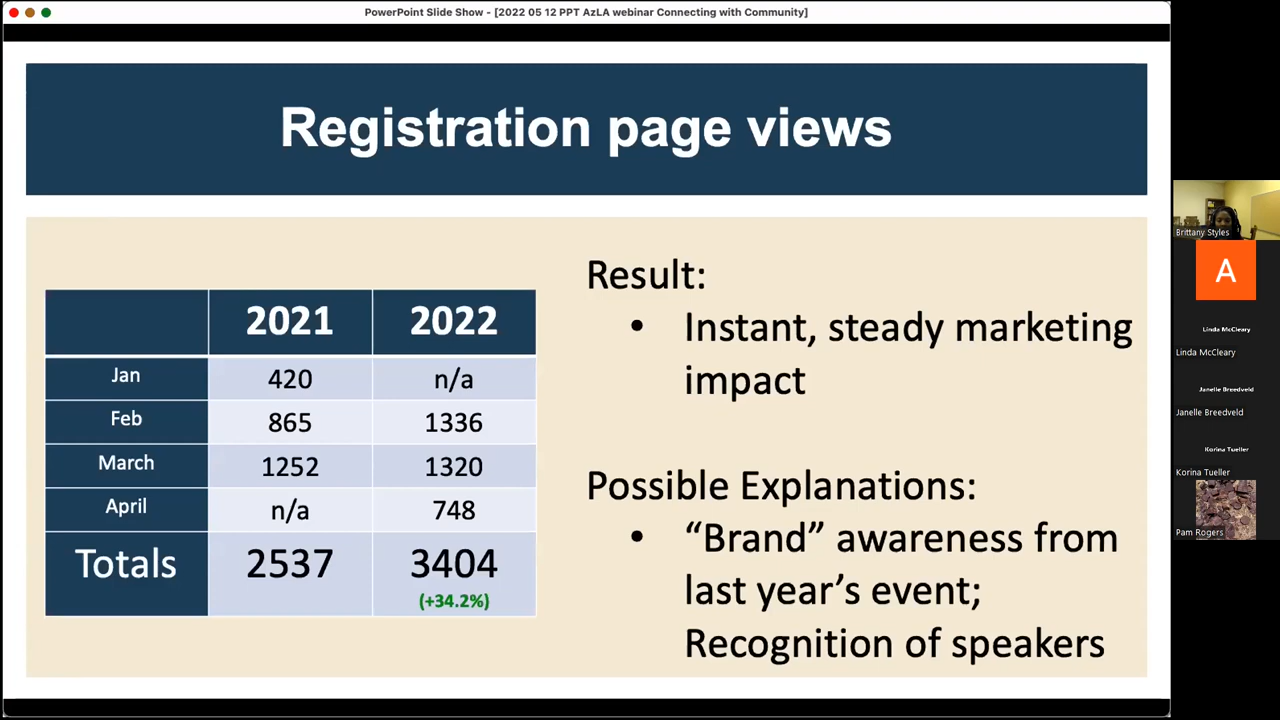 PowerPoint Slide Show - [2022 05 12 PPT AzLA webinar Connecting with Community]
Registration page views
2021 2022
Jan 420 n/a
Feb 865 1336
March 1252 1320
April n/a 748
Totals 2537 3404
(+34.2%)
Result:
• Instant, steady marketing
impact
Possible Explanations:
• “Brand” awareness from
last year’s event;
Recognition of speakers
Brittany Styles
A
Linda McCleary
Linda McCleary
Janelle Breedveld
Janelle Breedveld
Korina Tueller
Korina Tueller
Pam Rogers